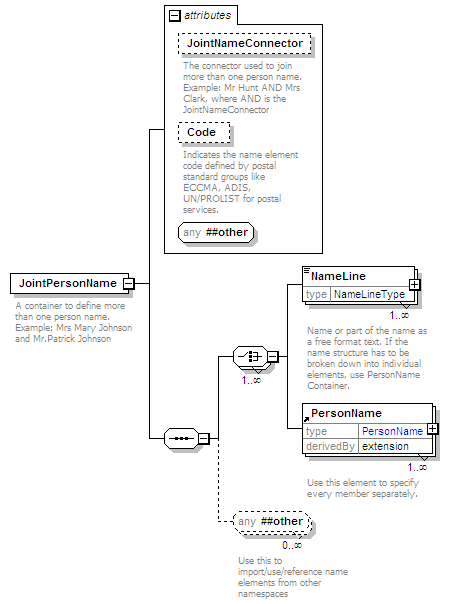 attributes
JointNameConnector
The connector used to join
more than one person name.
Example: Mr Hunt AND Mrs
Clark, where AND is the
JointNameConnector
Code
Indicates the name element
code defined by postal
standard groups like
ECCMA, ADIS,
UN/PROLIST for postal
services.
any ##other
JointPersonName
A container to define more
than one person name.
Example: Mrs Mary Johnson
and Mr.Patrick Johnson
NameLine
type NameLineType
1..∞
Name or part of the name as
a free format text. If the
name structure has to be
broken down into individual
elements, use PersonName
Container.
1..∞
PersonName
type PersonName
derivedBy extension
1..∞
Use this element to specify
every member separately.
any ##other
0..∞
Use this to
import/use/reference name
elements from other
namespaces